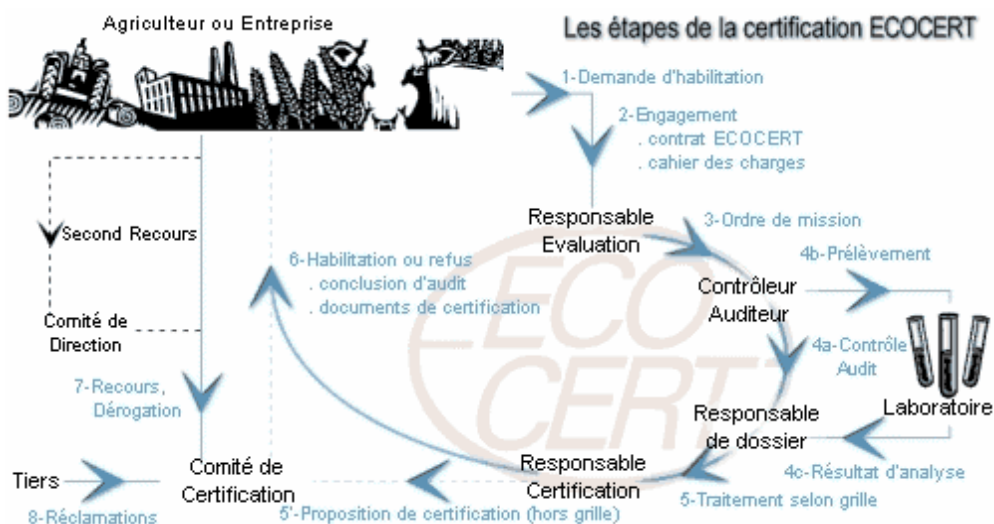 Agriculteur ou Entreprise
Les étapes de la certification ECOCERT
1-Demande d'habilitation
2-Engagement
. contrat ECOCERT
. cahier des charges
Responsable
Evaluation
3-Ordre de mission
4b-Prélèvement
Contrôleur
Auditeur
4a-Contrôle
Audit
Laboratoire
Responsable
de dossier
4c-Résultat d'analyse
5-Traitement selon grille
Responsable
Certification
5'-Proposition de certification (hors grille)
6-Habilitation ou refus
. conclusion d'audit
. documents de certification
Second Recours
Comité de
Direction
7-Recours,
Dérogation
Comité de
Certification
Tiers
8-Réclamations
ECO
CERT